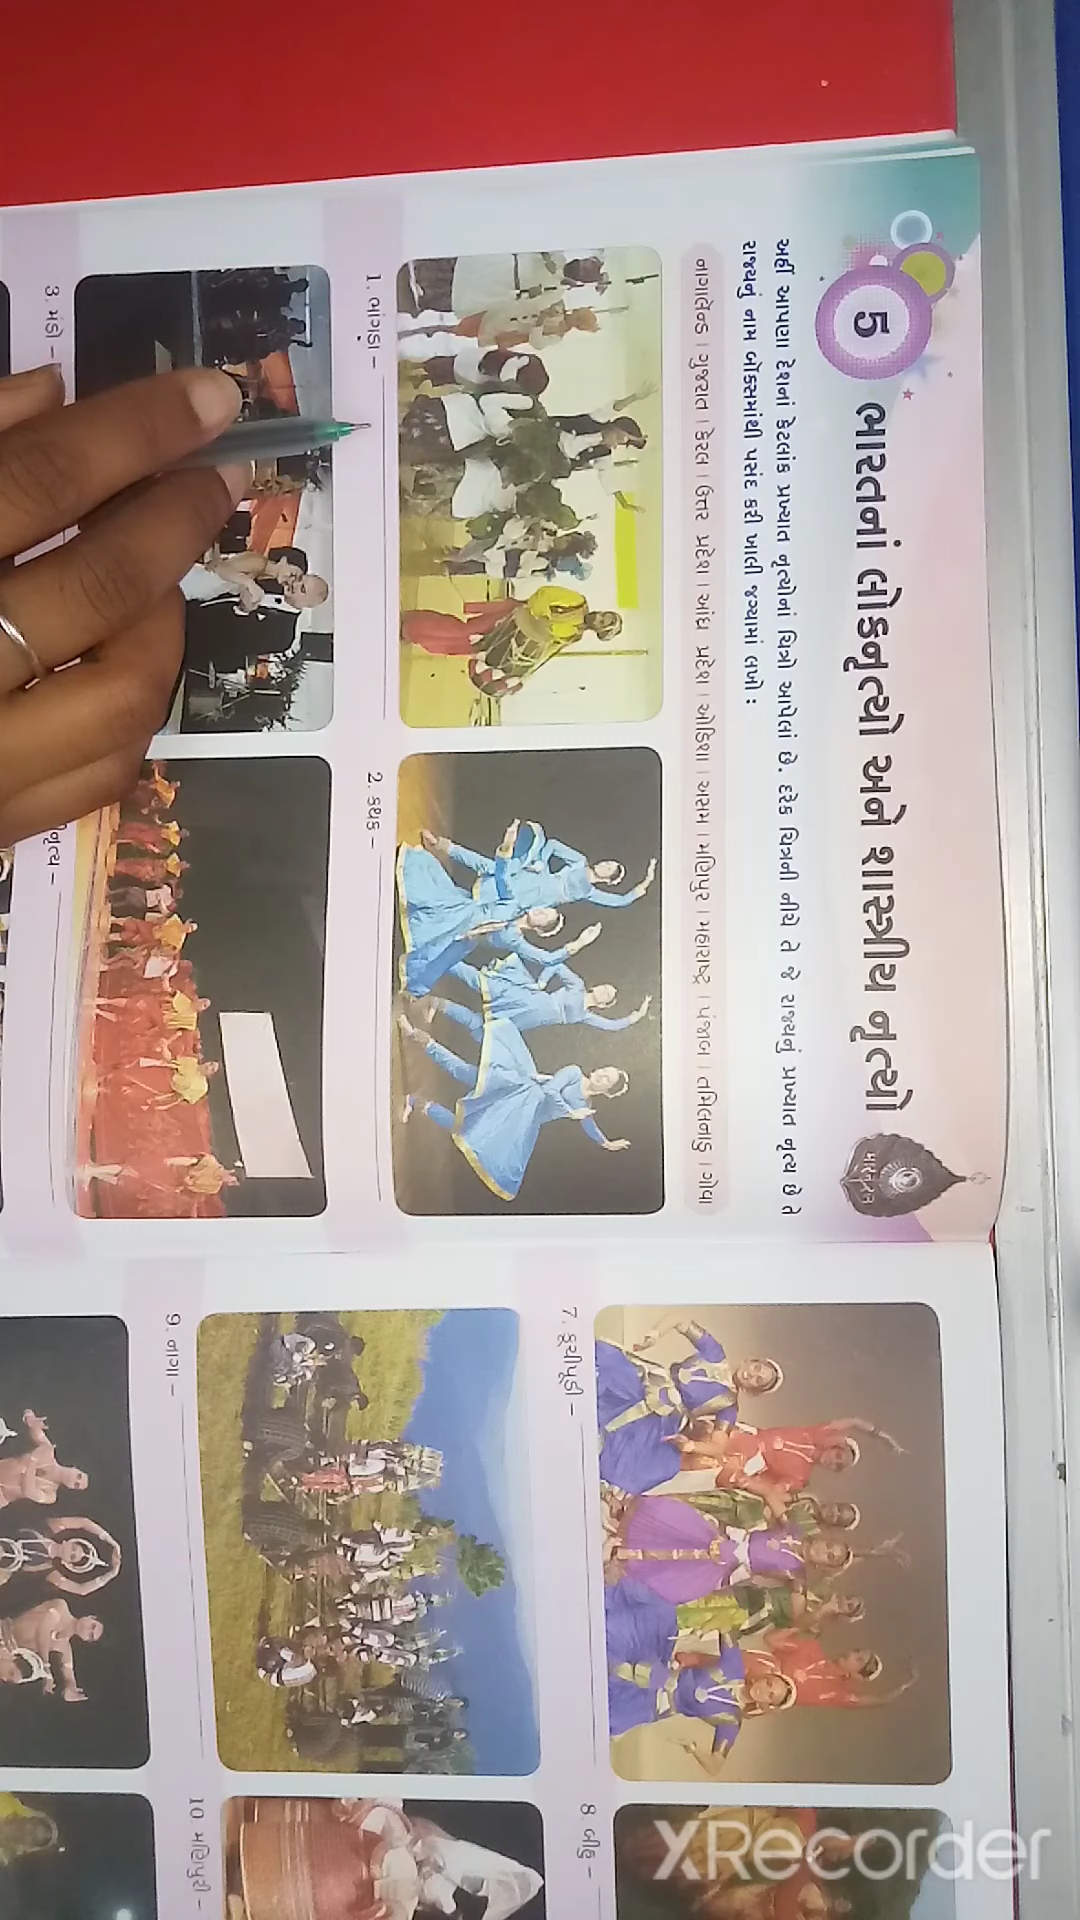 5
ભારતનાં લોકનૃત્યો અને શાસ્ત્રીય નૃત્યો
અહીં આપણા દેશનાં કેટલાંક પ્રખ્યાત નૃત્યોનાં ચિત્રો આપેલાં છે. દરેક ચિત્રની નીચે તે જે રાજ્યનું પ્રખ્યાત નૃત્ય છે તે
રાજ્યનું નામ બોક્સમાંથી પસંદ કરી ખાલી જગ્યામાં લખો :
નાગાલેન્ડ । ગુજરાત । કેરલ । ઉત્તર પ્રદેશ । આંધ્ર પ્રદેશ । ઓડિશા । અસમ । મણિપુર । મહારાષ્ટ્ર । પંજાબ । તમિલનાડુ । ગોવા
1. ભાંગડા –
2. કથક –
3. મંડો –
નૃત્ય –
7. કૂચીપૂડી –
8. બીહુ –
9. નાગા –
10. મણિપુરી –
XRecorder